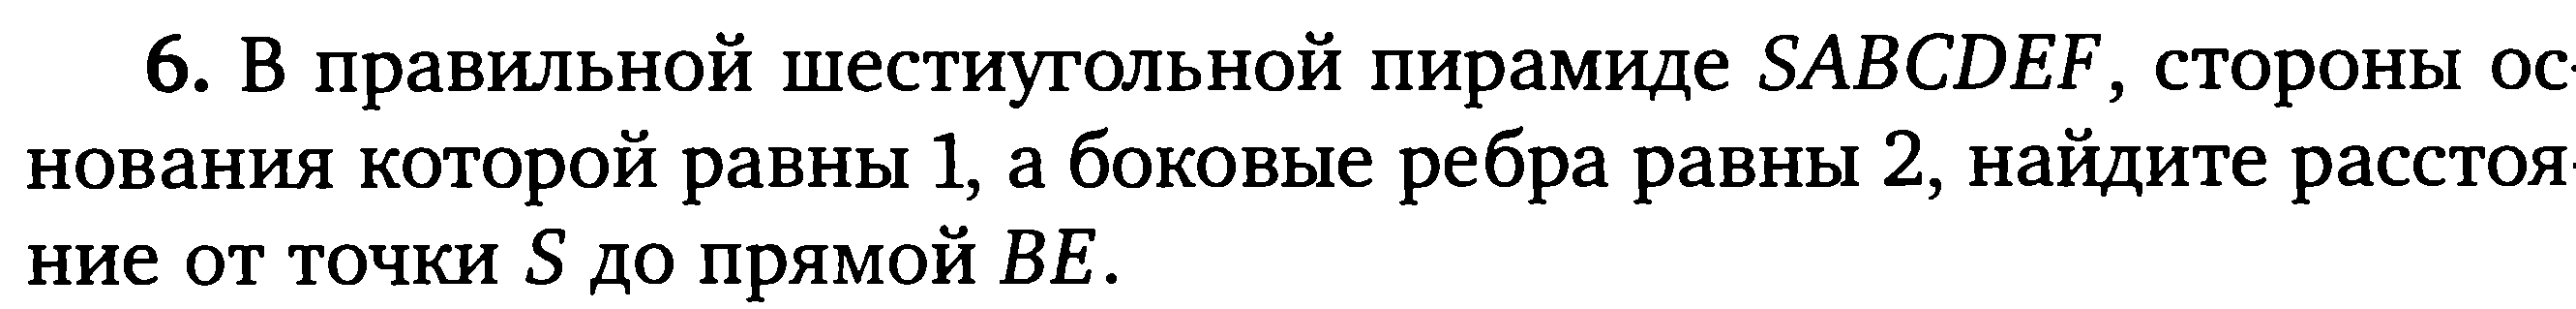 6. В правильной шестиугольной пирамиде SABCDEF, стороны ос-
нования которой равны 1, а боковые ребра равны 2, найдите расстоя-
ние от точки S до прямой BE.